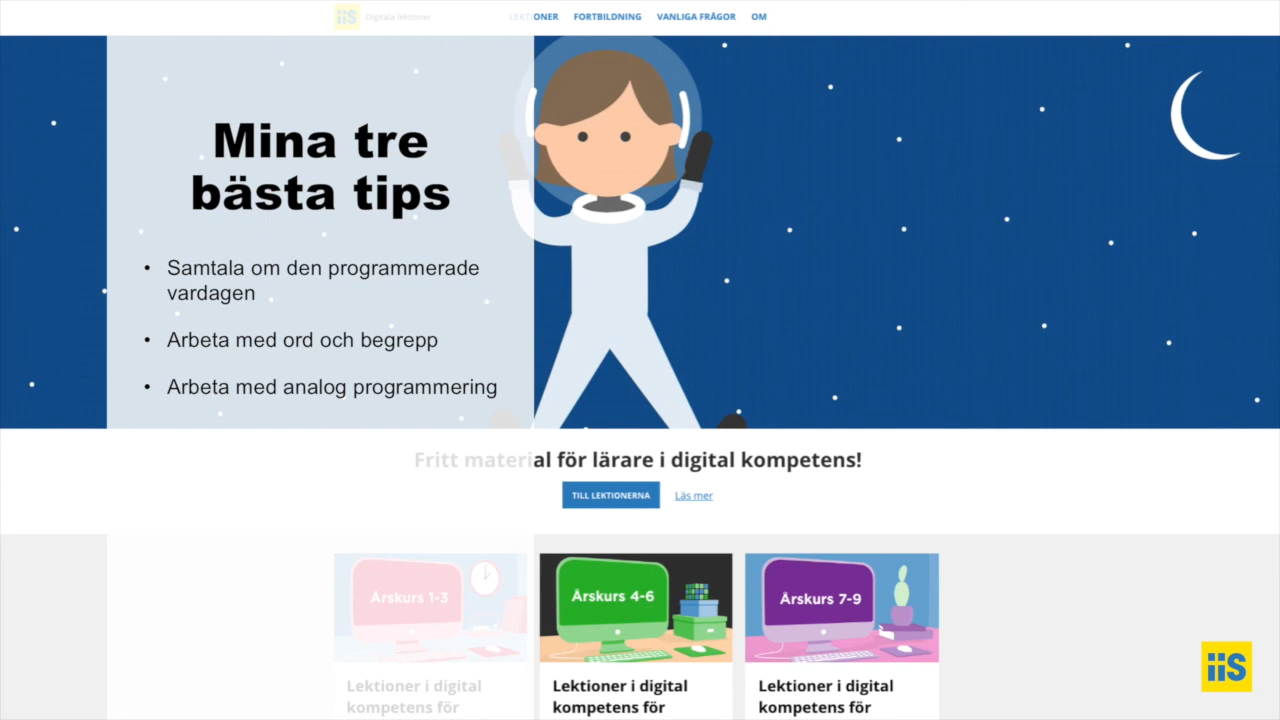 iis Digitala lektioner LEKTIONER FORTBILDNING VANLIGA FRÅGOR OM
Mina tre
bästa tips
• Samtala om den programmerade
vardagen
• Arbeta med ord och begrepp
• Arbeta med analog programmering
Fritt material för lärare i digital kompetens!
TILL LEKTIONERNA Läs mer
Årskurs 1-3 Årskurs 4-6 Årskurs 7-9
Lektioner i digital Lektioner i digital Lektioner i digital
kompetens för kompetens för kompetens för
iis